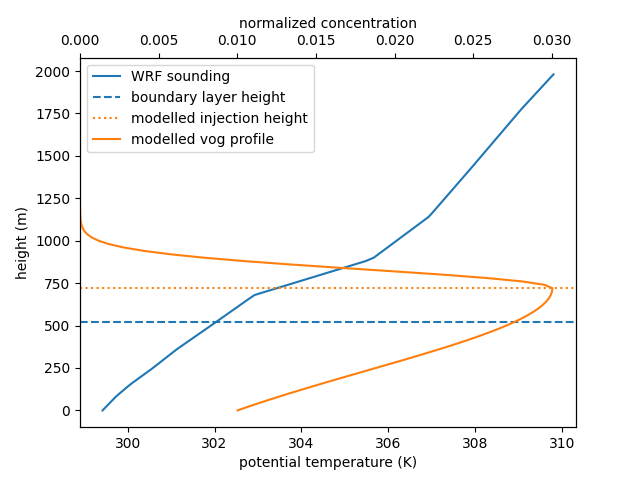 normalized concentration
0.000 0.005 0.010 0.015 0.020 0.025 0.030
WRF sounding
boundary layer height
modelled injection height
modelled vog profile
height (m)
2000
1750
1500
1250
1000
750
500
250
0
300 302 304 306 308 310
potential temperature (K)